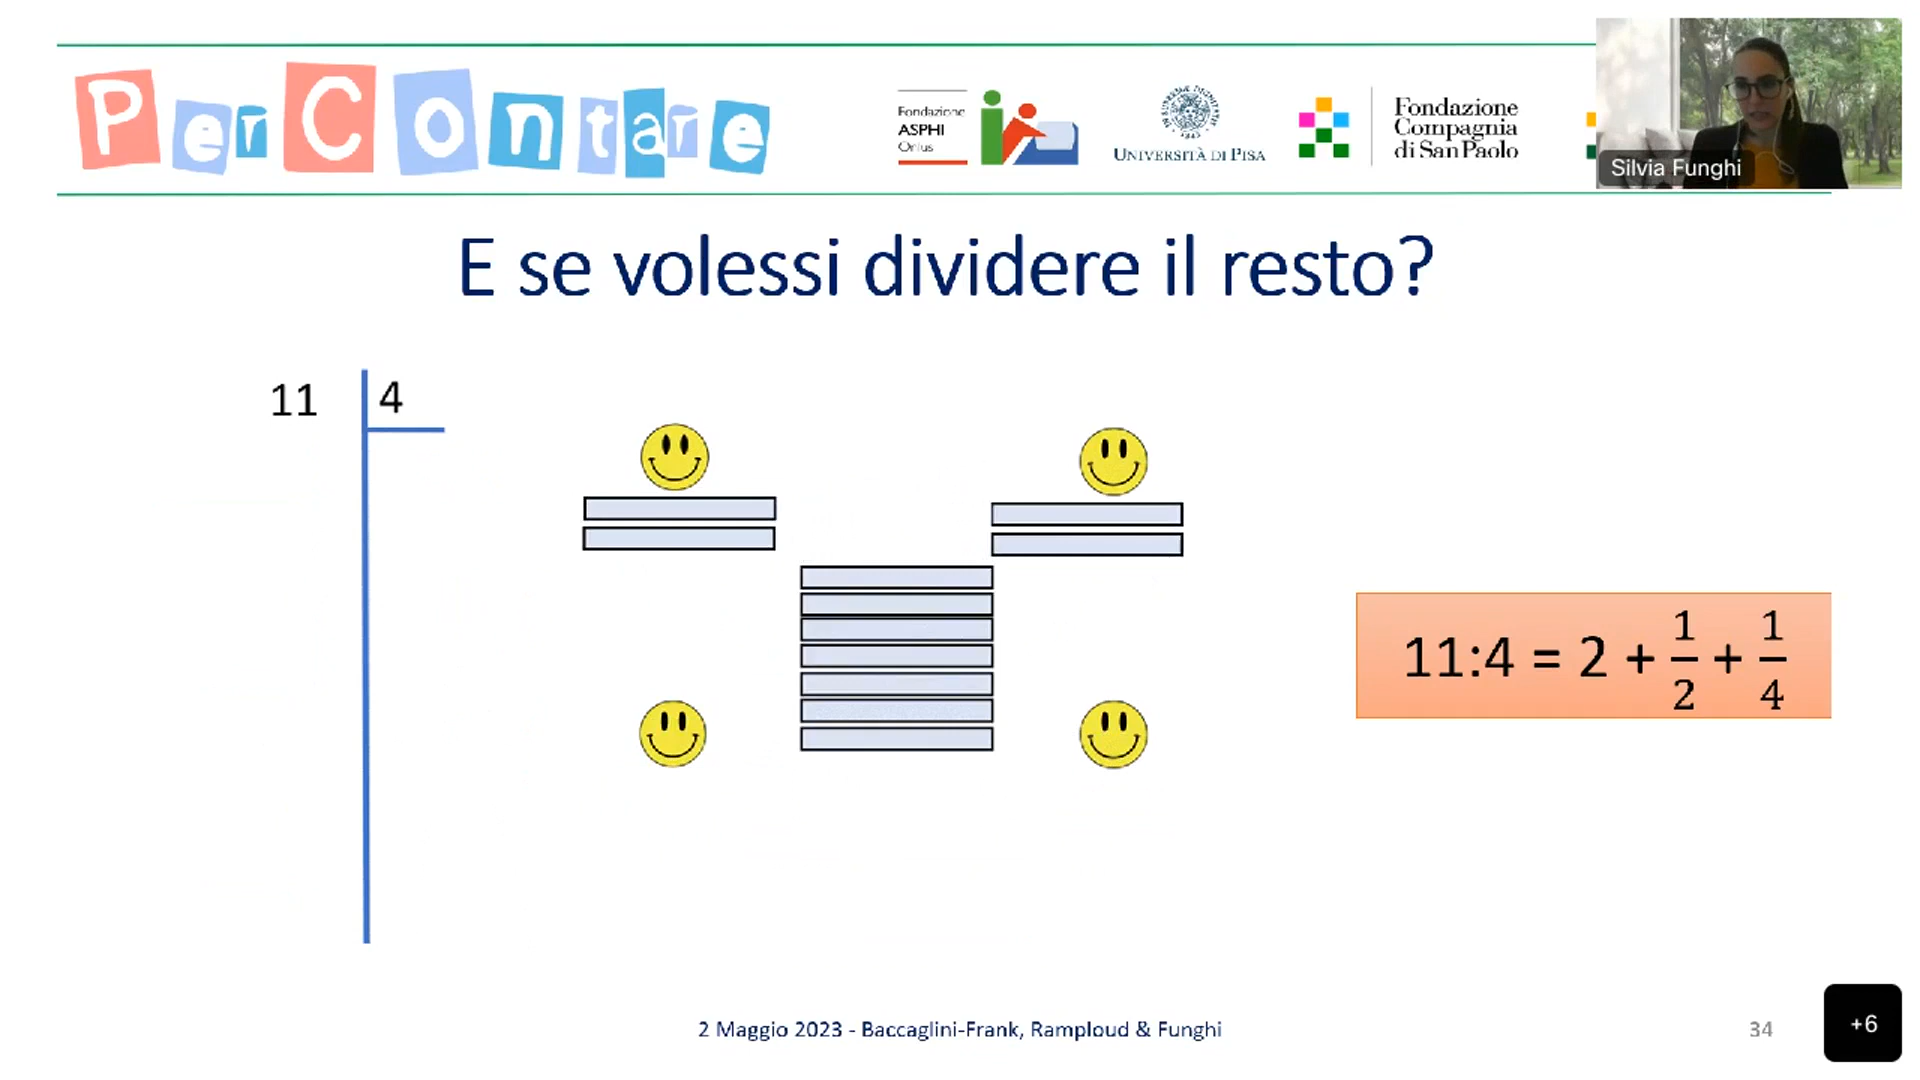 PerContare
Fondazione
ASPHI
Onlus
UNIVERSITÀ DI PISA
Fondazione
Compagnia
di San Paolo
Silvia Funghi
E se volessi dividere il resto?
11 4
11:4 = 2 + 1/2 + 1/4
2 Maggio 2023 - Baccaglini-Frank, Ramploud & Funghi
34
+6